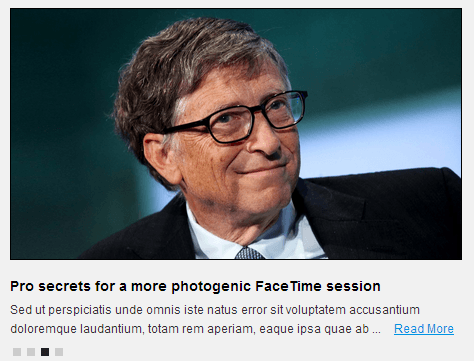 Pro secrets for a more photogenic FaceTime session
Sed ut perspiciatis unde omnis iste natus error sit voluptatem accusantium
doloremque laudantium, totam rem aperiam, eaque ipsa quae ab ... Read More